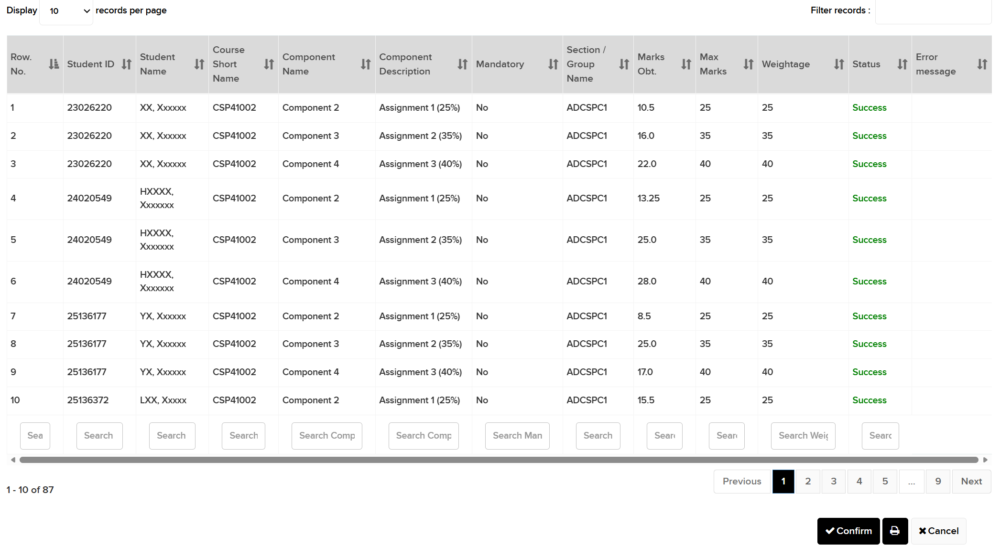 Display 10 records per page Filter records :
Row. No. Student ID Student Name Course Short Name Component Name Component Description Mandatory Section / Group Name Marks Obt. Max Marks Weightage Status Error message
1 23026220 XX, Xxxxxx CSP41002 Component 2 Assignment 1 (25%) No ADCSPC1 10.5 25 25 Success
2 23026220 XX, Xxxxxx CSP41002 Component 3 Assignment 2 (35%) No ADCSPC1 16.0 35 35 Success
3 23026220 XX, Xxxxxx CSP41002 Component 4 Assignment 3 (40%) No ADCSPC1 22.0 40 40 Success
4 24020549 HXXXX, Xxxxxxx CSP41002 Component 2 Assignment 1 (25%) No ADCSPC1 13.25 25 25 Success
5 24020549 HXXXX, Xxxxxxx CSP41002 Component 3 Assignment 2 (35%) No ADCSPC1 25.0 35 35 Success
6 24020549 HXXXX, Xxxxxxx CSP41002 Component 4 Assignment 3 (40%) No ADCSPC1 28.0 40 40 Success
7 25136177 YX, Xxxxxx CSP41002 Component 2 Assignment 1 (25%) No ADCSPC1 8.5 25 25 Success
8 25136177 YX, Xxxxxx CSP41002 Component 3 Assignment 2 (35%) No ADCSPC1 25.0 35 35 Success
9 25136177 YX, Xxxxxx CSP41002 Component 4 Assignment 3 (40%) No ADCSPC1 17.0 40 40 Success
10 25136372 LXX, Xxxxx CSP41002 Component 2 Assignment 1 (25%) No ADCSPC1 15.5 25 25 Success
Sea Search Search Search Search Comp Search Comp Search Man Search Sear Sear Search Weig Searc
1 - 10 of 87 Previous 1 2 3 4 5 ... 9 Next
Confirm Cancel